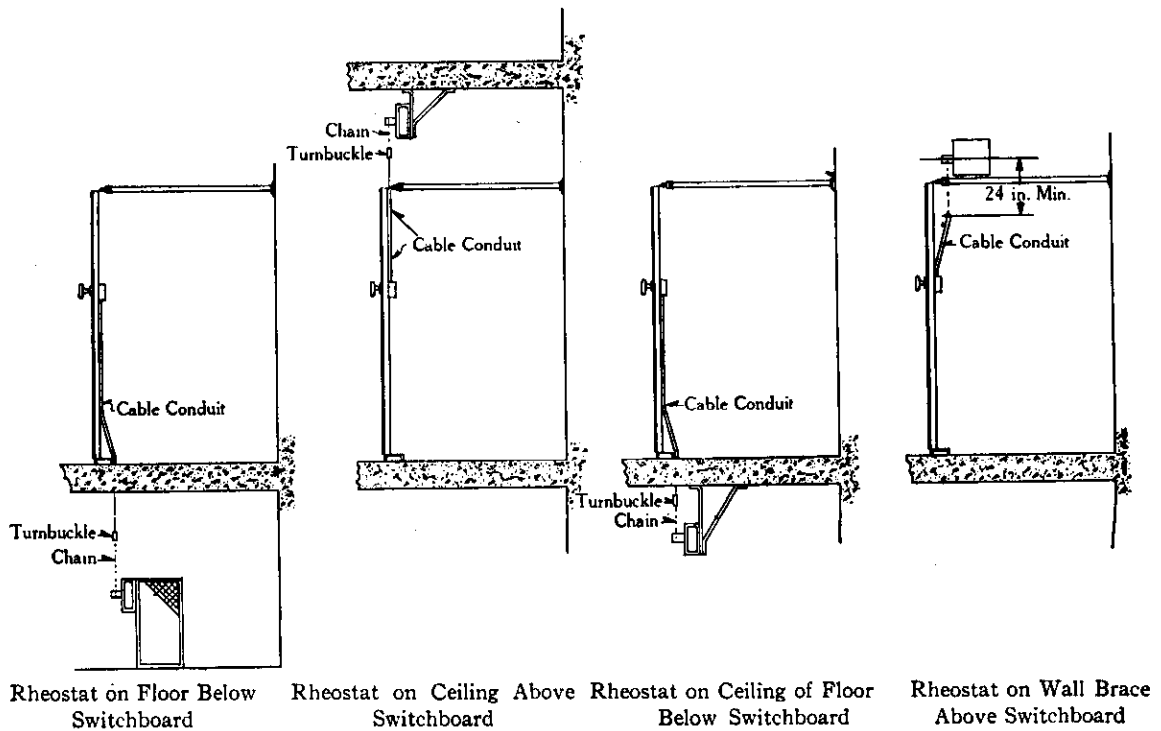 Chain
Turnbuckle
Cable Conduit
24 in. Min.
Cable Conduit
Cable Conduit
Cable Conduit
Turnbuckle
Chain
Turnbuckle
Chain
Rheostat on Floor Below
Switchboard
Rheostat on Ceiling Above
Switchboard
Rheostat on Ceiling of Floor
Below Switchboard
Rheostat on Wall Brace
Above Switchboard